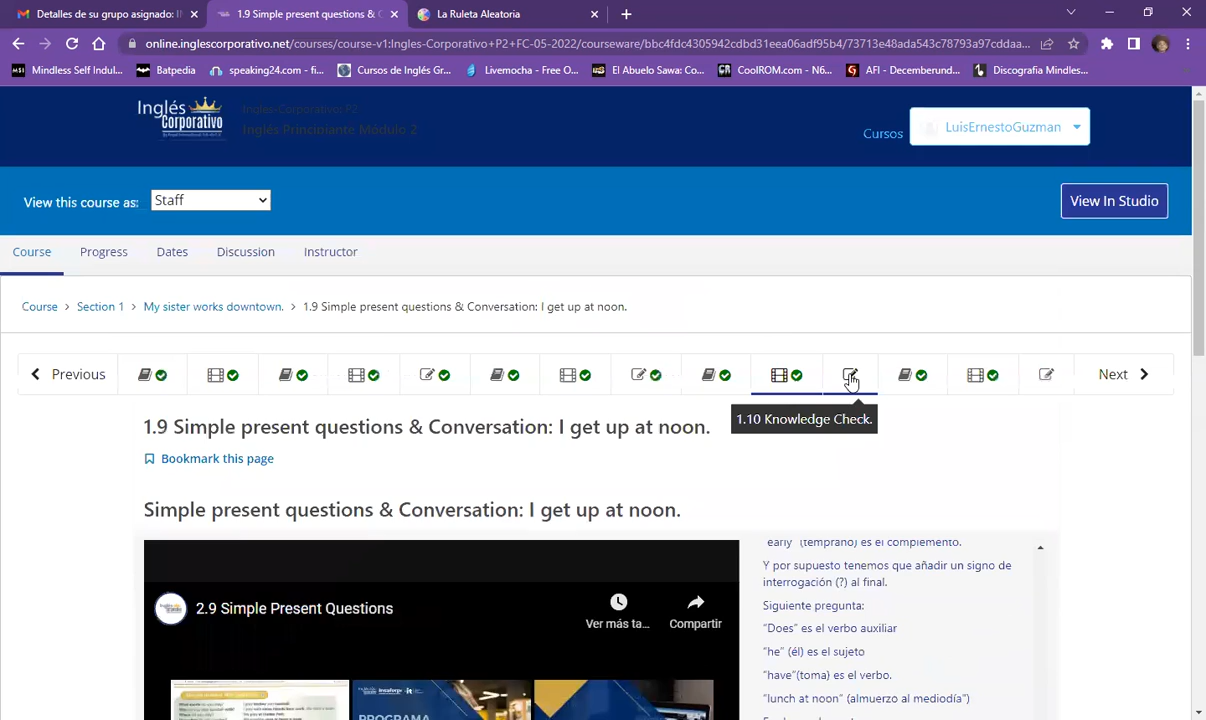 Detalles de su grupo asignado: I
1.9 Simple present questions & C
La Ruleta Aleatoria
online.inglescorporativo.net/courses/course-v1:Ingles-Corporativo+P2+FC-05-2022/courseware/bbc4fdc4305942cdbd31eea06adf95b4/73713e48ada543c78793a97cddaa...
Mindless Self Indul...
Batpedia
speaking24.com - fi...
Cursos de Inglés Gr...
Livemocha - Free O...
El Abuelo Sawa: Co...
CoolROM.com - N6...
AFI - Decemberund...
Discografia Mindles...
Inglés
Corporativo
Ingles-Corporativo P2
Inglés Principiante Módulo 2
Cursos
LuisErnestoGuzman
View this course as:
Staff
View In Studio
Course
Progress
Dates
Discussion
Instructor
Course > Section 1 > My sister works downtown. > 1.9 Simple present questions & Conversation: I get up at noon.
Previous
Next
1.10 Knowledge Check.
1.9 Simple present questions & Conversation: I get up at noon.
Bookmark this page
Simple present questions & Conversation: I get up at noon.
2.9 Simple Present Questions
Ver más ta...
Compartir
PROGRAMA
"early" (temprano) es el complemento.
Y por supuesto tenemos que añadir un signo de
interrogación (?) al final.
Siguiente pregunta:
"Does" es el verbo auxiliar
"he" (él) es el sujeto
"have"(toma) es el verbo.
"lunch at noon" (almuerzo al mediodía")